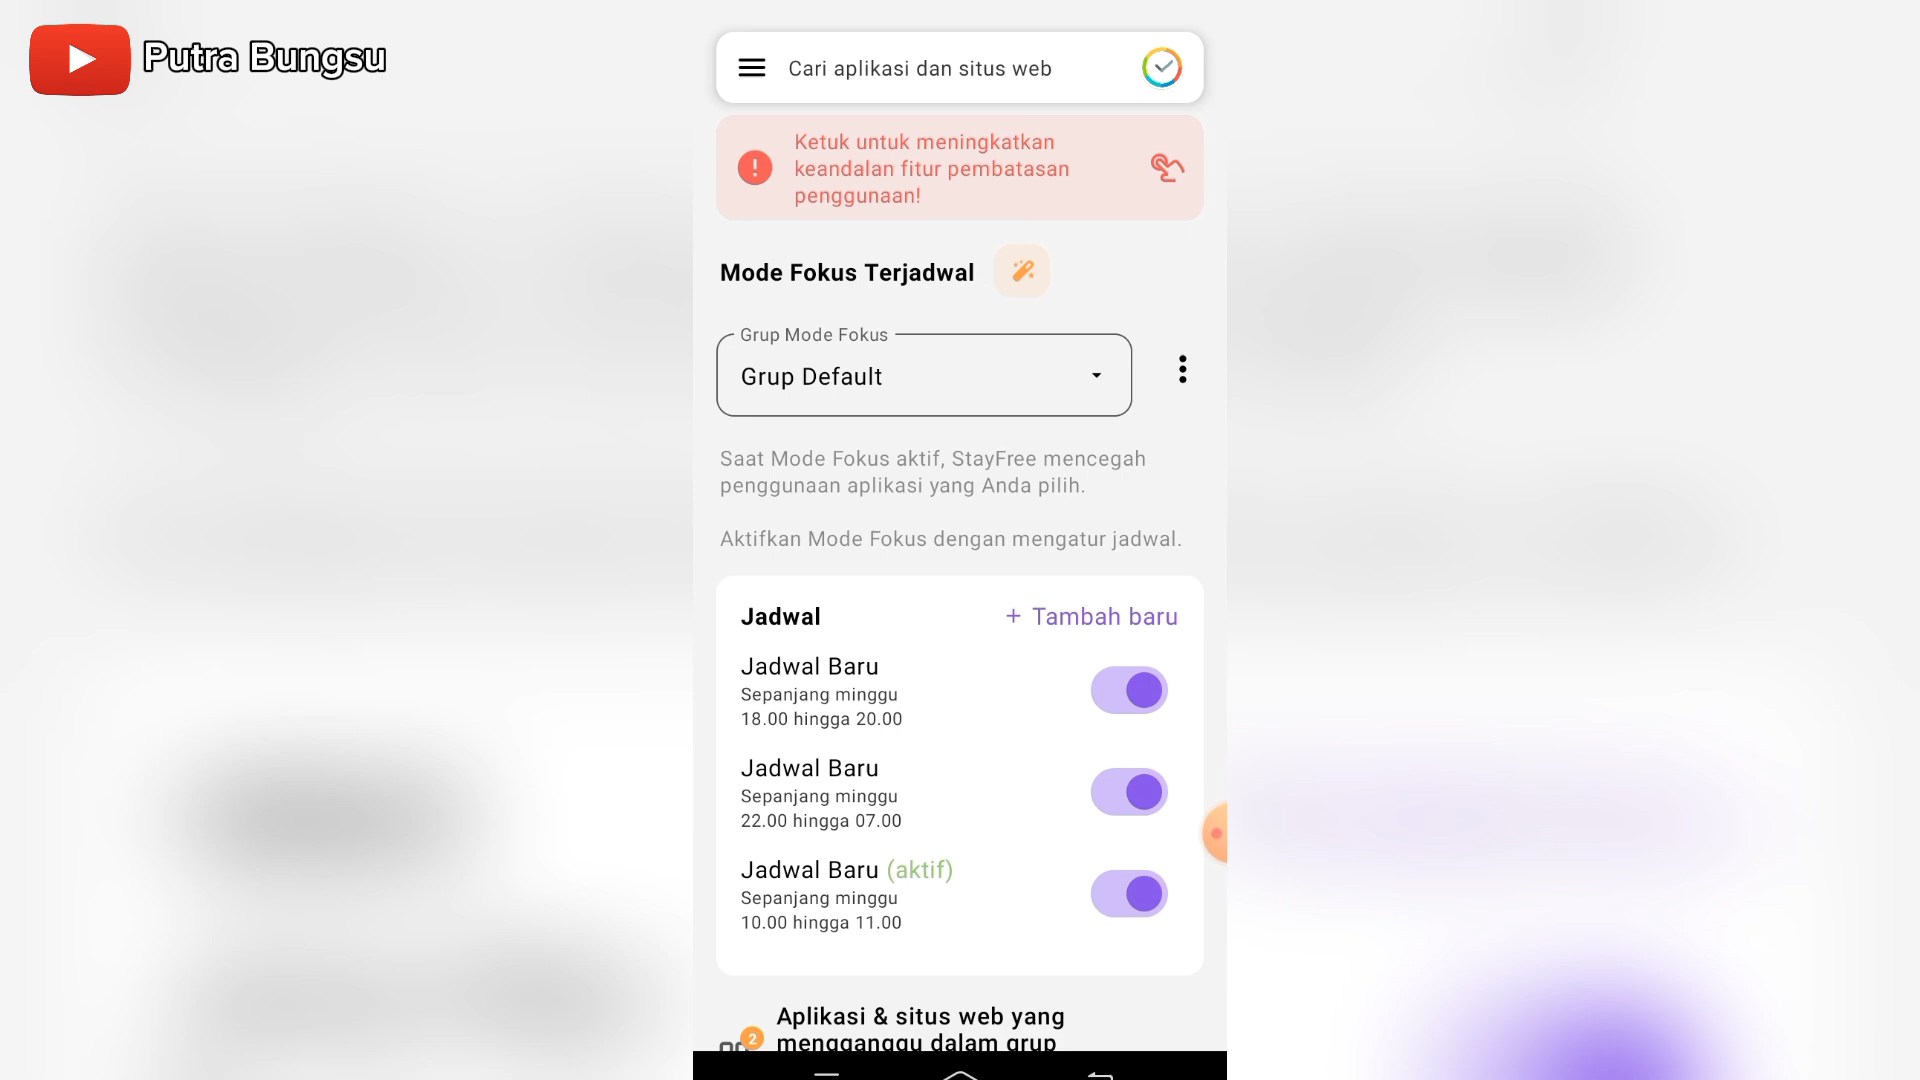 Putra Bungsu
Cari aplikasi dan situs web
Ketuk untuk meningkatkan
keandalan fitur pembatasan
penggunaan!
Mode Fokus Terjadwal
Grup Mode Fokus
Grup Default
Saat Mode Fokus aktif, StayFree mencegah
penggunaan aplikasi yang Anda pilih.
Aktifkan Mode Fokus dengan mengatur jadwal.
Jadwal
+ Tambah baru
Jadwal Baru
Sepanjang minggu
18.00 hingga 20.00
Jadwal Baru
Sepanjang minggu
22.00 hingga 07.00
Jadwal Baru (aktif)
Sepanjang minggu
10.00 hingga 11.00
2
Aplikasi & situs web yang
mengganggu dalam grup